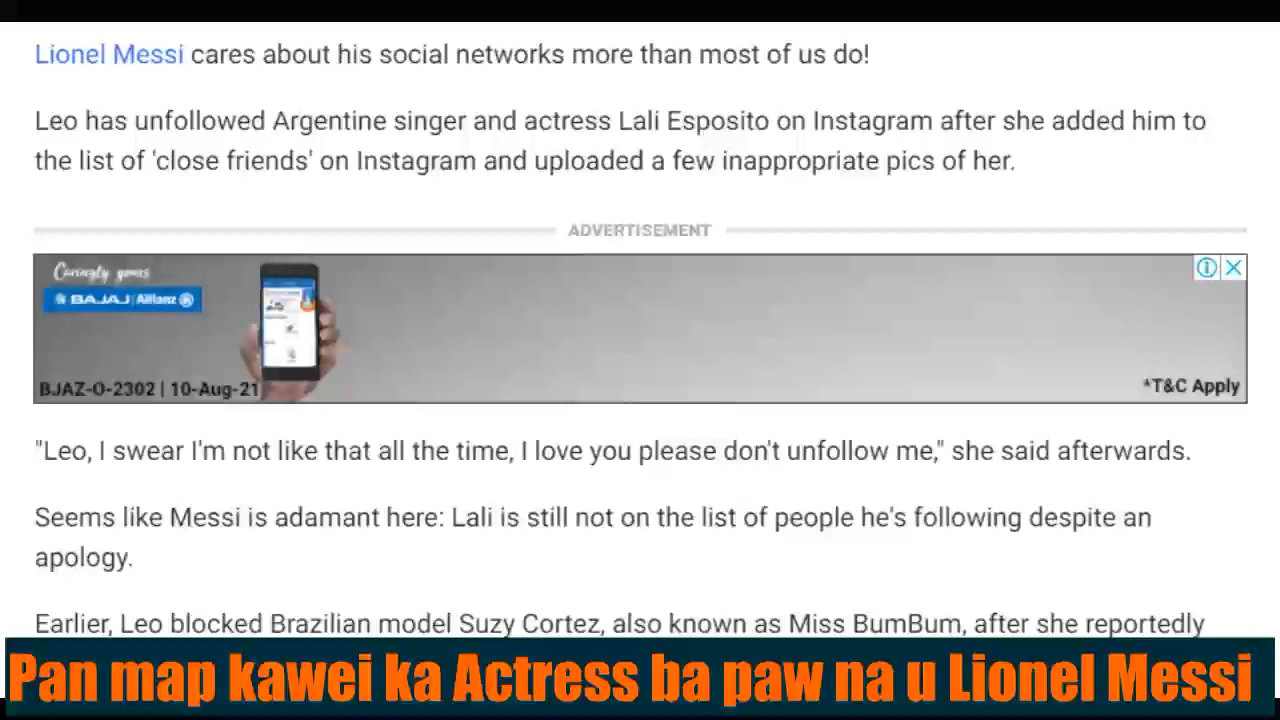 Lionel Messi cares about his social networks more than most of us do!
Leo has unfollowed Argentine singer and actress Lali Esposito on Instagram after she added him to
the list of 'close friends' on Instagram and uploaded a few inappropriate pics of her.
ADVERTISEMENT
Caringly yours
BAJAJ | Allianz
BJAZ-O-2302 | 10-Aug-21
*T&C Apply
"Leo, I swear I'm not like that all the time, I love you please don't unfollow me," she said afterwards.
Seems like Messi is adamant here: Lali is still not on the list of people he's following despite an
apology.
Earlier, Leo blocked Brazilian model Suzy Cortez, also known as Miss BumBum, after she reportedly
Pan map kawei ka Actress ba paw na u Lionel Messi